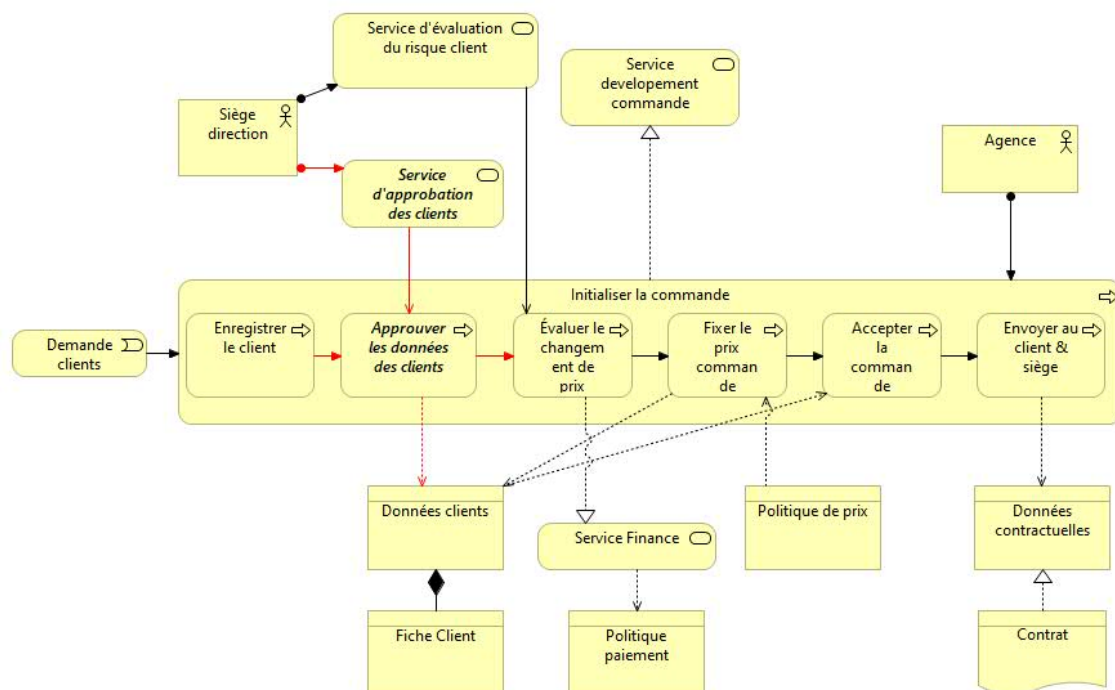 Service d'évaluation
du risque client
Service
developement
commande
Siège
direction
Agence
Service
d'approbation
des clients
Initialiser la commande
Demande
clients
Enregistrer
le client
Approuver
les données
des clients
Évaluer le
changem
ent de prix
Fixer le
prix
comman
de
Accepter
la
comman
de
Envoyer au
client &
siège
Données clients
Service Finance
Politique de prix
Données
contractuelles
Fiche Client
Politique
paiement
Contrat